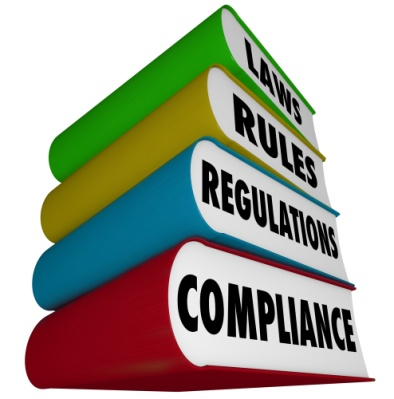 LAWS
RULES
REGULATIONS
COMPLIANCE